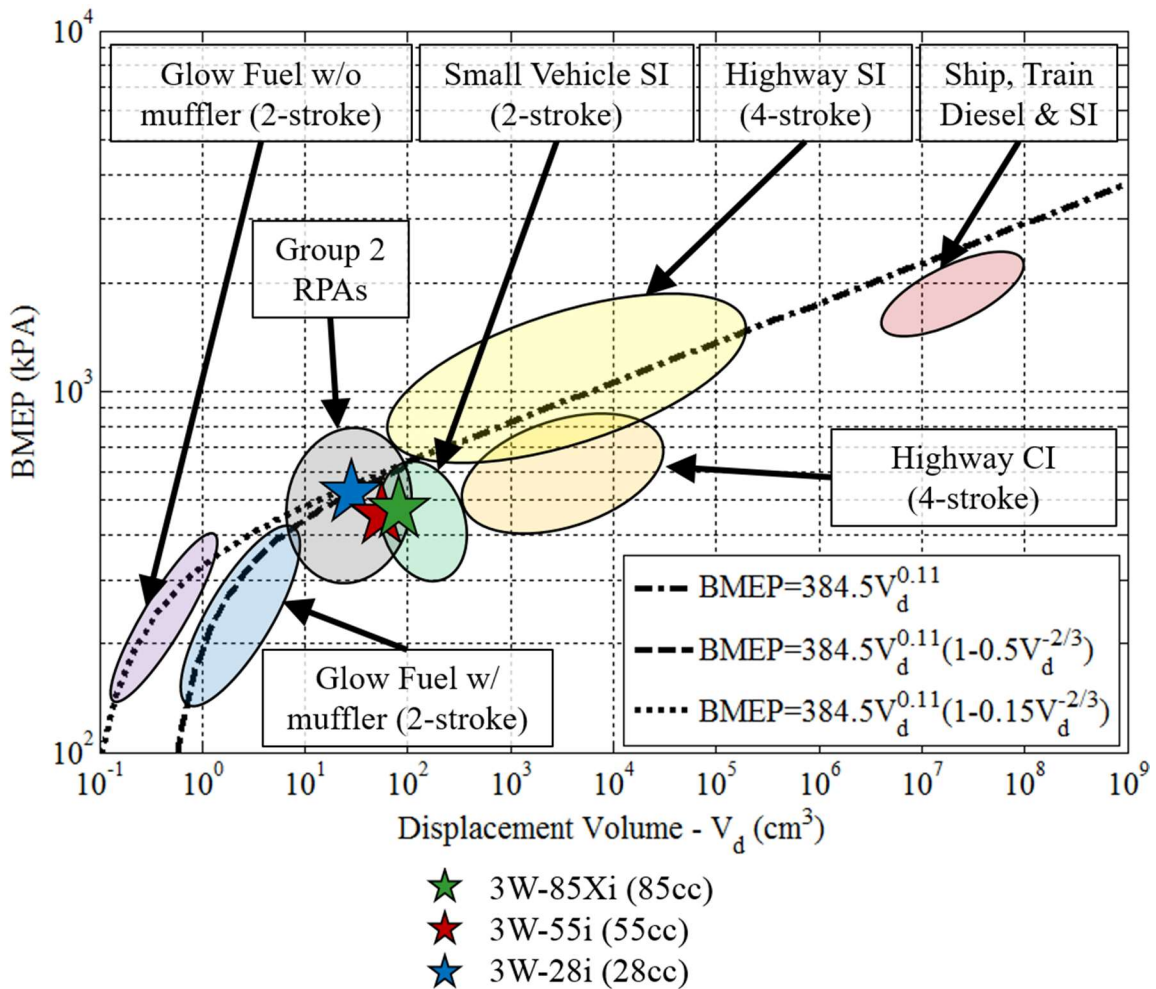 10^4
Glow Fuel w/o
muffler (2-stroke)
Small Vehicle SI
(2-stroke)
Highway SI
(4-stroke)
Ship, Train
Diesel & SI
Group 2
RPAs
BMEP (kPA)
10^3
Highway CI
(4-stroke)
BMEP=384.5V_d^0.11
BMEP=384.5V_d^0.11(1-0.5V_d^-2/3)
BMEP=384.5V_d^0.11(1-0.15V_d^-2/3)
Glow Fuel w/
muffler (2-stroke)
10^2
10^-1 10^0 10^1 10^2 10^3 10^4 10^5 10^6 10^7 10^8 10^9
Displacement Volume - V_d (cm^3)
3W-85Xi (85cc)
3W-55i (55cc)
3W-28i (28cc)